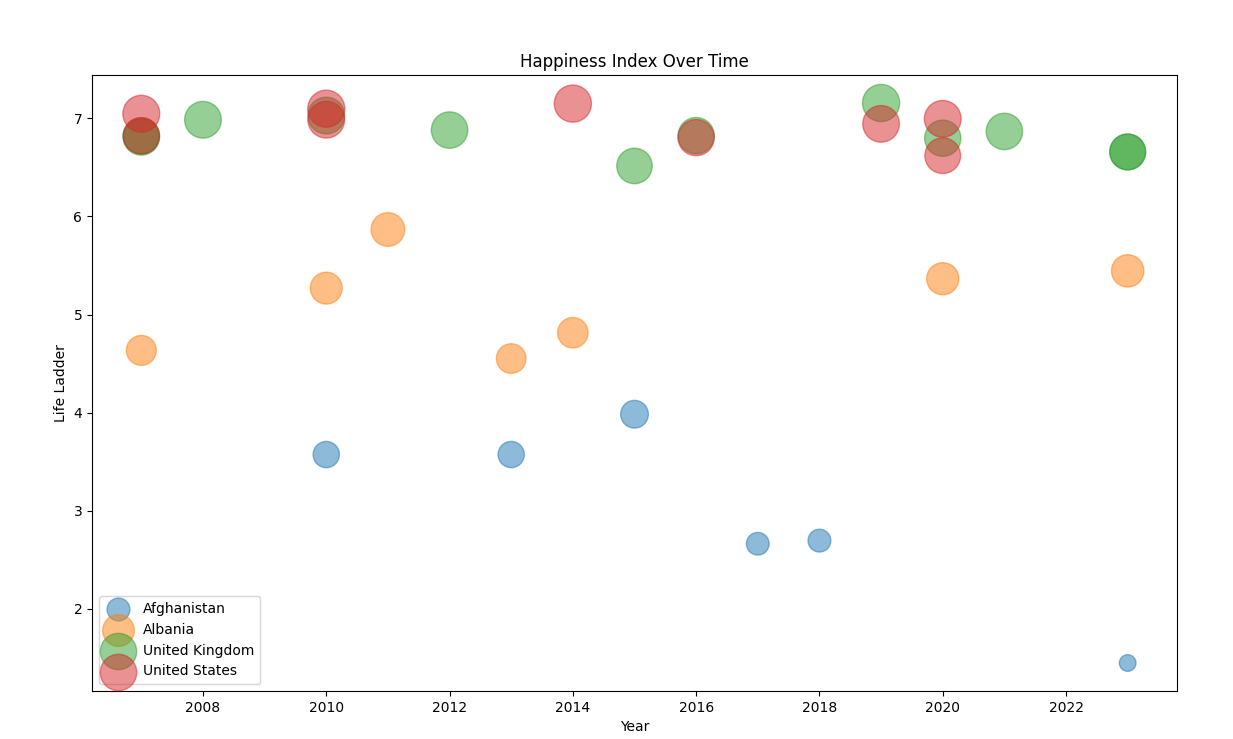 Happiness Index Over Time
Life Ladder
7
6
5
4
3
2
Afghanistan
Albania
United Kingdom
United States
2008 2010 2012 2014 2016 2018 2020 2022
Year